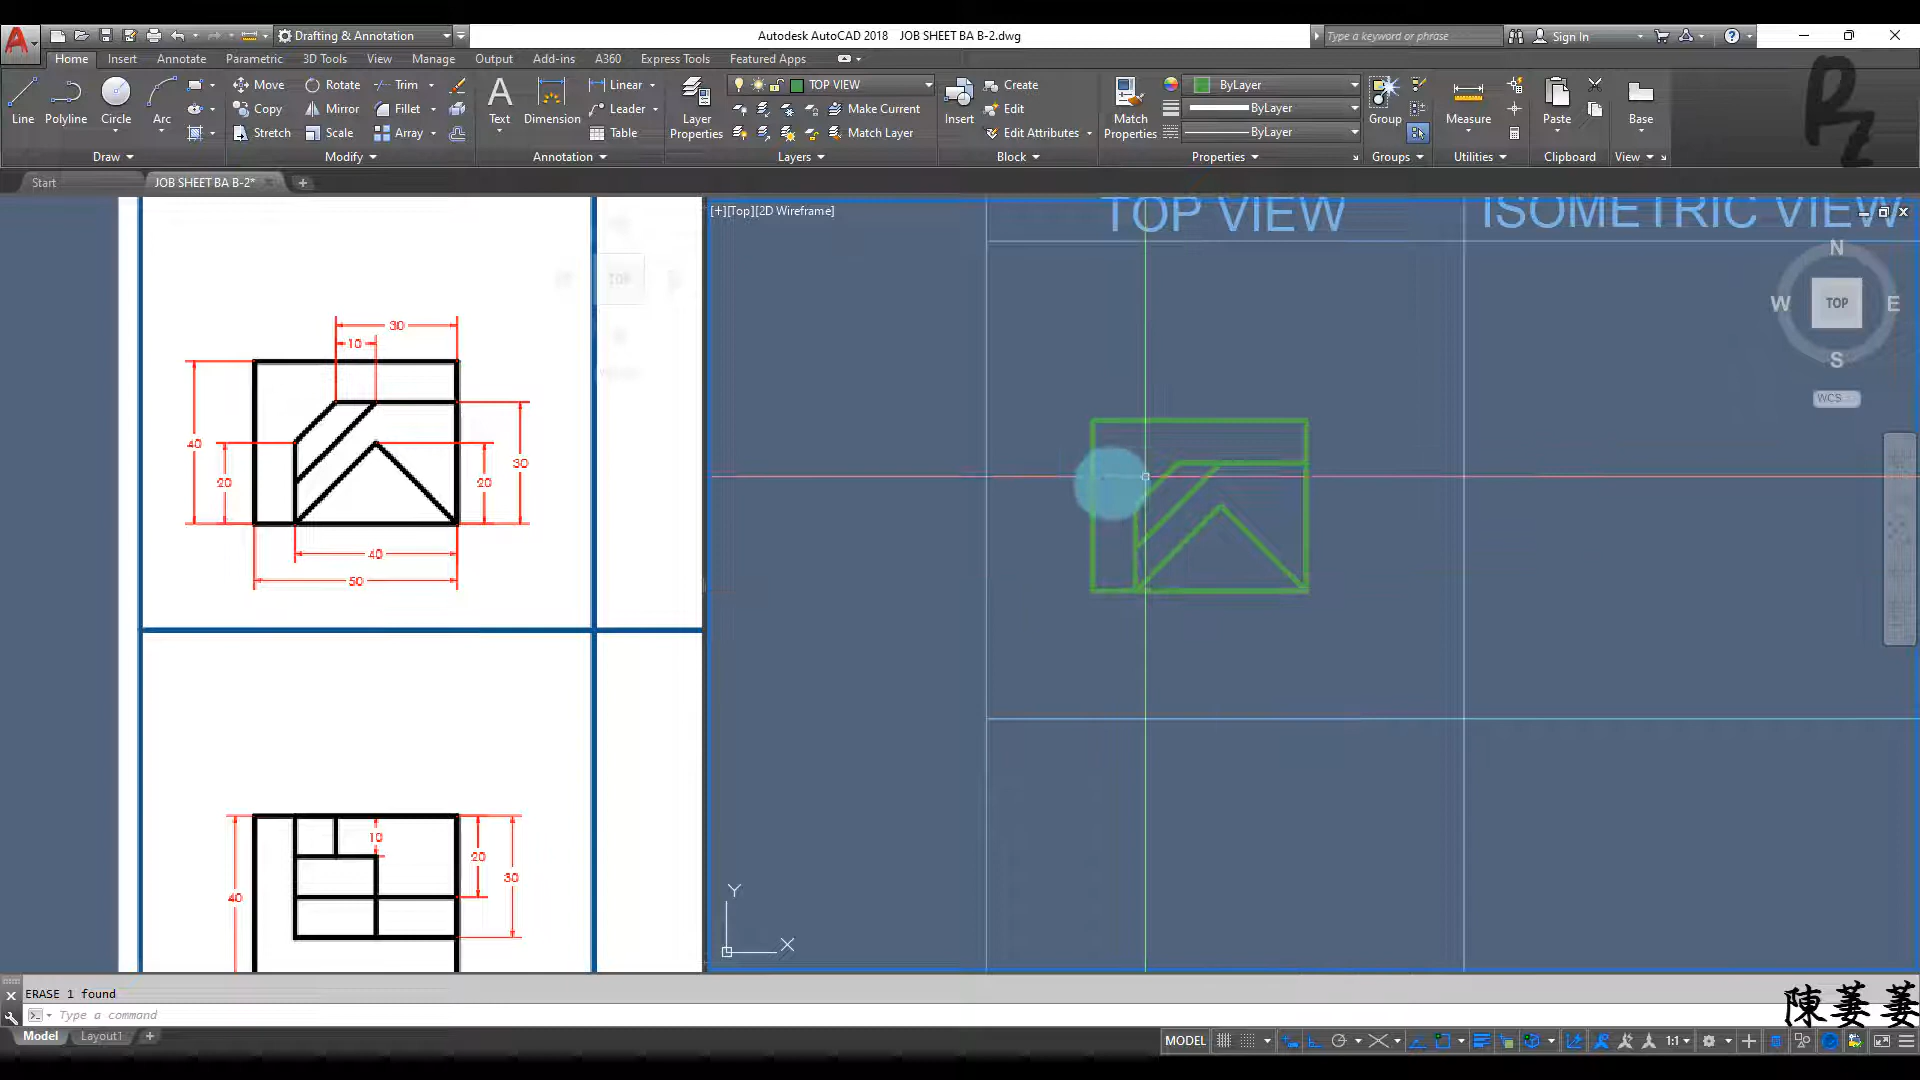 Drafting & Annotation
Autodesk AutoCAD 2018 JOB SHEET BA B-2.dwg
Type a keyword or phrase
Sign In
Home Insert Annotate Parametric 3D Tools View Manage Output Add-ins A360 Express Tools Featured Apps
Line Polyline Circle Arc
Move Rotate Trim
Copy Mirror Fillet
Stretch Scale Array
Text Dimension
Linear
Leader
Table
Layer Properties
TOP VIEW
Make Current
Match Layer
Insert
Create
Edit
Edit Attributes
Match Properties
ByLayer
ByLayer
ByLayer
Group
Measure
Paste
Base
Draw Modify Annotation Layers Block Properties Groups Utilities Clipboard View
Start JOB SHEET BA B-2*
[+][Top][2D Wireframe]
TOP VIEW ISOMETRIC VIEW
TOP
N
W TOP E
S
WCS
30
10
40
20
20
30
40
50
10
20
30
40
Y
X
ERASE 1 found
Type a command
陳萋萋
Model Layout1
MODEL
1:1